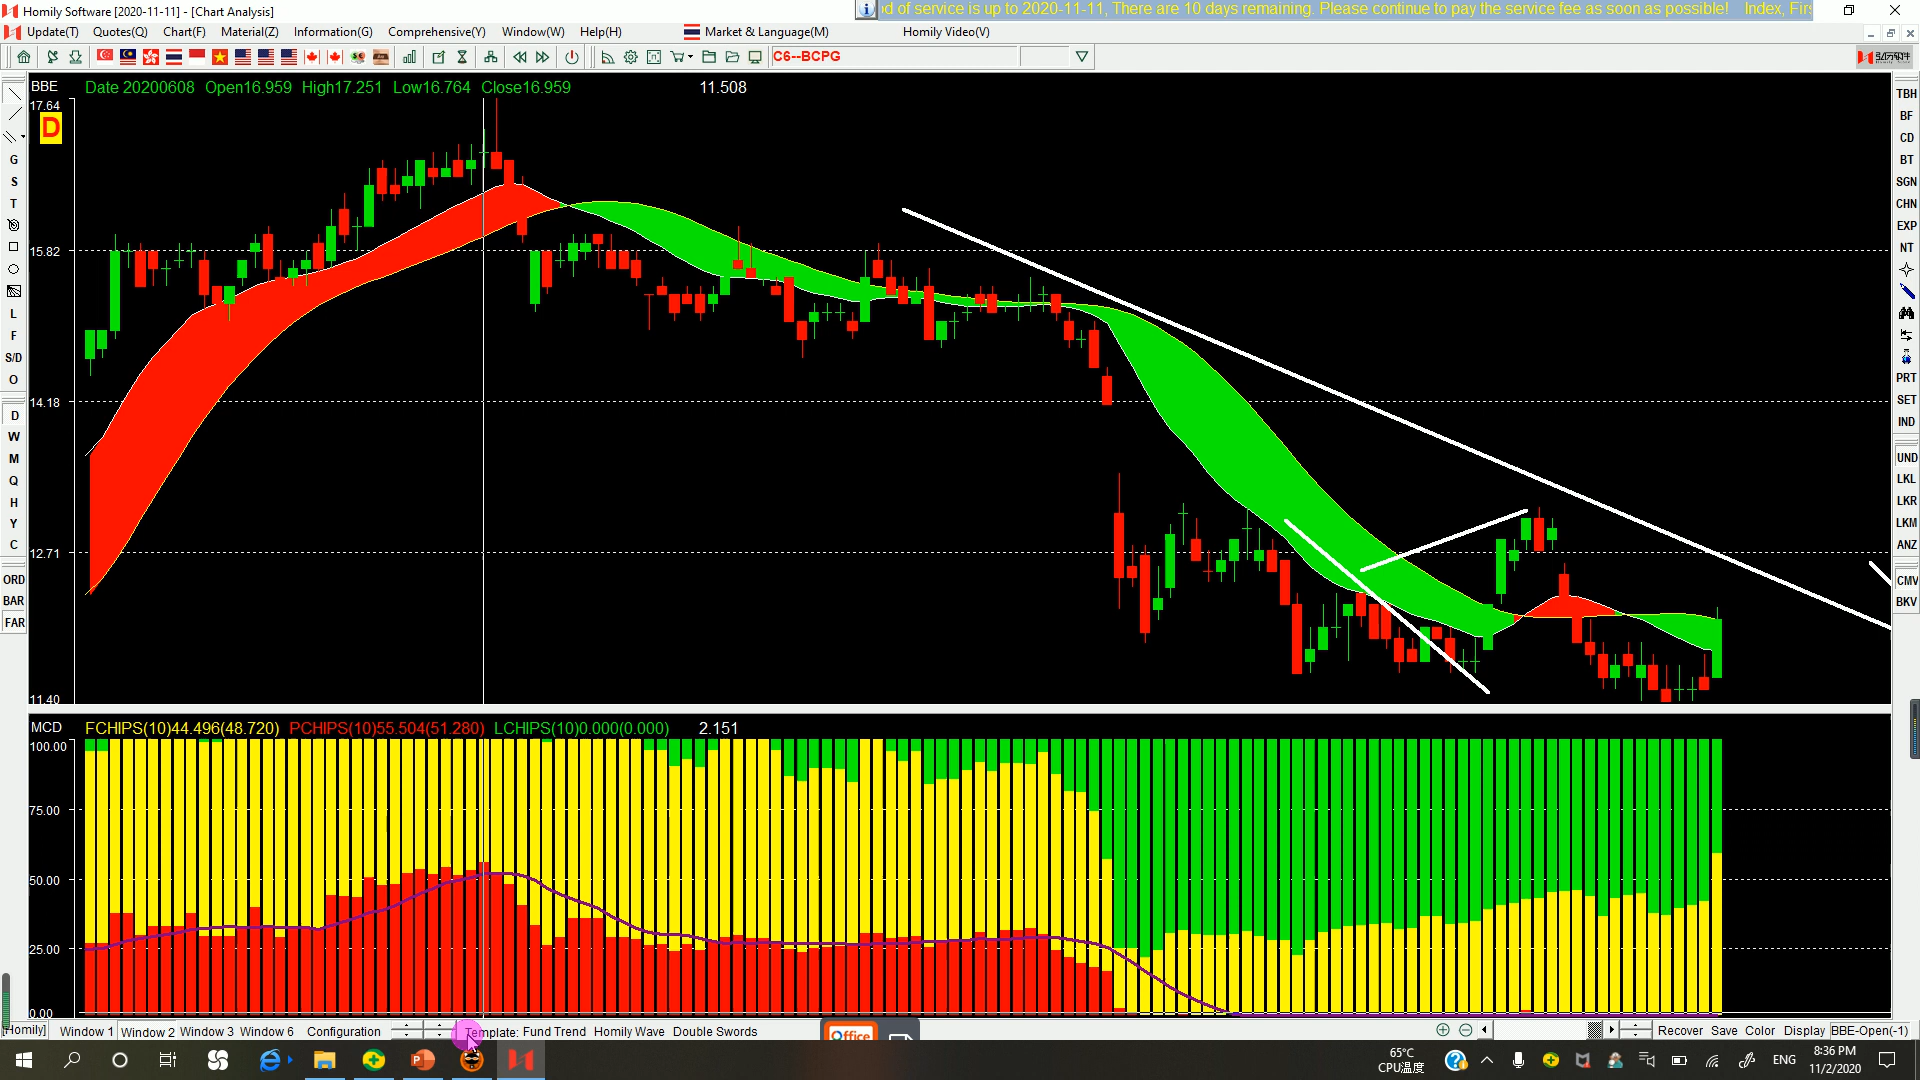 Homily Software [2020-11-11] - [Chart Analysis]
od of service is up to 2020-11-11, There are 10 days remaining. Please continue to pay the service fee as soon as possible! Index, Fir
Update(T) Quotes(Q) Chart(F) Material(Z) Information(G) Comprehensive(Y) Window(W) Help(H) Market & Language(M) Homily Video(V)
C6--BCPG
BBE Date 20200608 Open16.959 High17.251 Low16.764 Close16.959 11.508
17.64
D
15.82
14.18
12.71
11.40
G
S
T
L
F
S/D
O
D
W
M
Q
H
Y
C
ORD
BAR
FAR
TBH
BF
CD
BT
SGN
CHN
EXP
NT
PRT
SET
IND
UND
LKL
LKR
LKM
ANZ
CMV
BKV
MCD FCHIPS(10)44.496(48.720) PCHIPS(10)55.504(51.280) LCHIPS(10)0.000(0.000) 2.151
100.00
75.00
50.00
25.00
0.00
[Homily] Window 1 Window 2 Window 3 Window 6 Configuration Template: Fund Trend Homily Wave Double Swords Office Recover Save Color Display BBE-Open(-1)
65°C
CPU温度
ENG
8:36 PM
11/2/2020